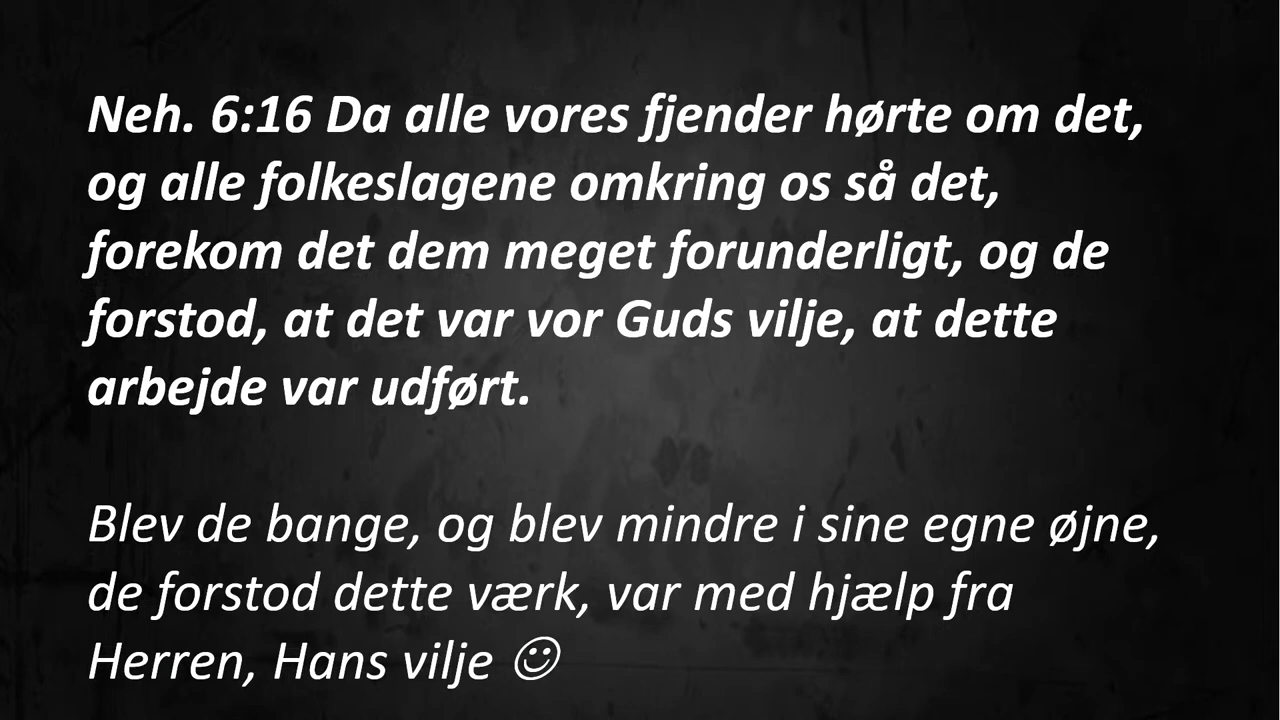 Neh. 6:16 Da alle vores fjender hørte om det,
og alle folkeslagene omkring os så det,
forekom det dem meget forunderligt, og de
forstod, at det var vor Guds vilje, at dette
arbejde var udført.
Blev de bange, og blev mindre i sine egne øjne,
de forstod dette værk, var med hjælp fra
Herren, Hans vilje ☺